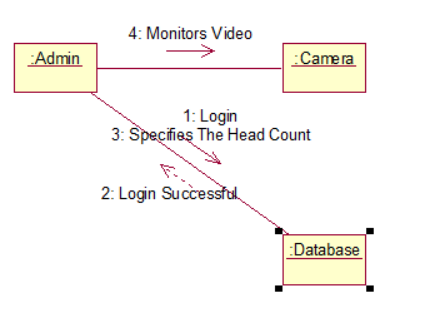 4: Monitors Video
:Admin
:Camera
1: Login
3: Specifies The Head Count
2: Login Successful
:Database